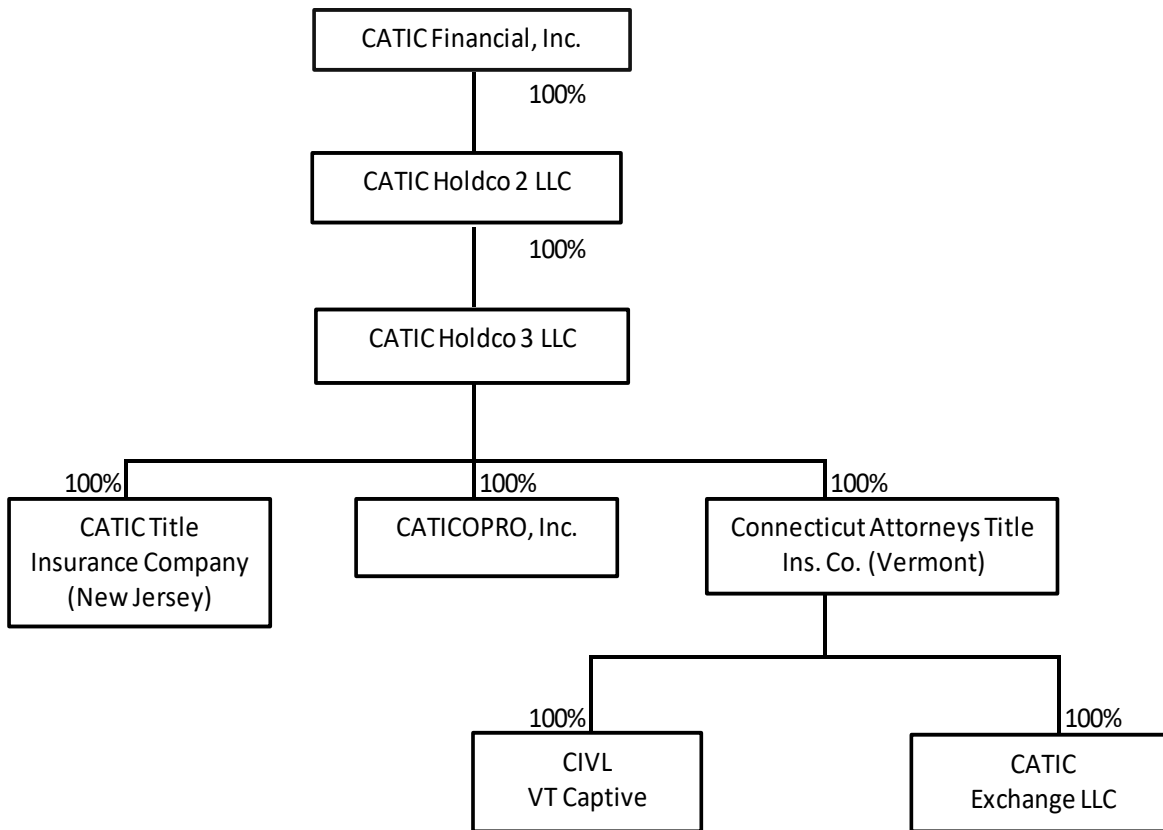 CATIC Financial, Inc.
100%
CATIC Holdco 2 LLC
100%
CATIC Holdco 3 LLC
100%
100%
100%
CATIC Title
Insurance Company
(New Jersey)
CATICOPRO, Inc.
Connecticut Attorneys Title
Ins. Co. (Vermont)
100%
100%
CIVL
VT Captive
CATIC
Exchange LLC